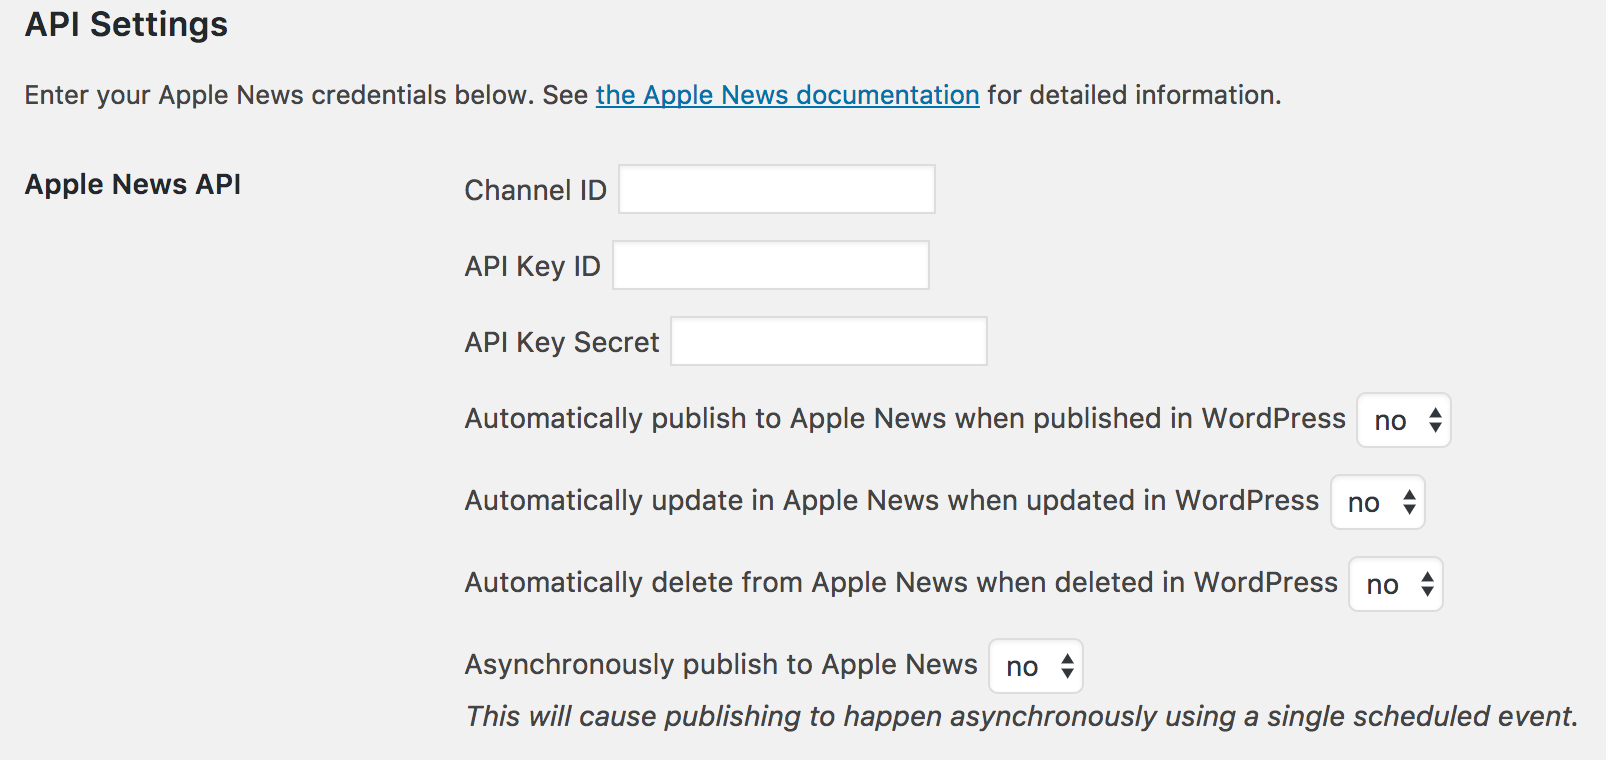 API Settings
Enter your Apple News credentials below. See the Apple News documentation for detailed information.
Apple News API
Channel ID
API Key ID
API Key Secret
Automatically publish to Apple News when published in WordPress no
Automatically update in Apple News when updated in WordPress no
Automatically delete from Apple News when deleted in WordPress no
Asynchronously publish to Apple News no
This will cause publishing to happen asynchronously using a single scheduled event.